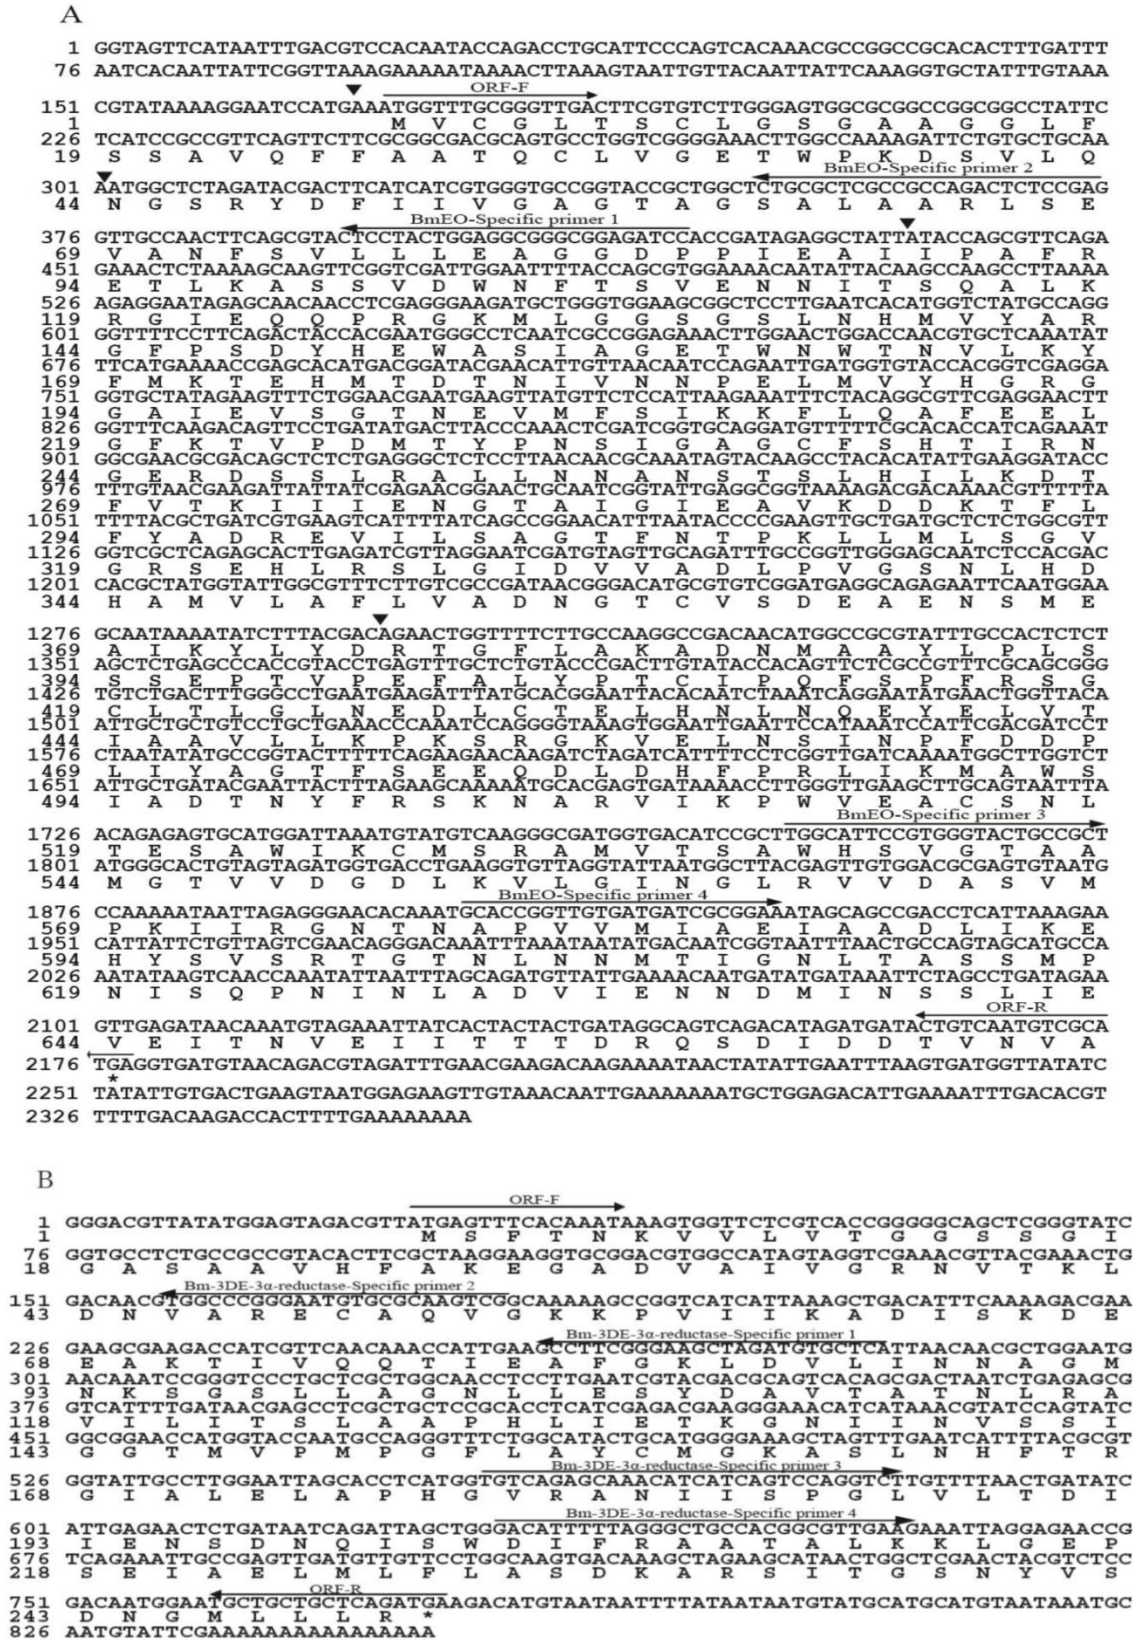 A
1 GGTAGTTCATAATTTGACGTCCACAATACCAGACCTGCATTCCCAGTCACAAACGCCGGCCGCACACTTTGATTT
76 AATCACAATTATTCGGTTAAAGAAAAATAAAACTTAAAGTAATTGTTACAATTATTCAAAGGTGCTATTTGTAAA
ORF-F
151 CGTATAAAAGGAATCCATGAAATGGTTTGCGGGTTGACTTCGTGTCTTGGGAGTGGCGCGGCCGGCGGCCTATTC
1 M V C G L T S C L G S G A A G G L F
226 TCATCCGCCGTTCAGTTCTTCGCGGCGACGCAGTGCCTGGTCGGGGAAACTTGGCCAAAAGATTCTGTGCTGCAA
19 S S A V Q F F A A T Q C L V G E T W P K D S V L Q
BmEO-Specific primer 2
301 AATGGCTCTAGATACGACTTCATCATCGTGGGTGCCGGTACCGCTGGCTCTGCGCTCGCCGCCAGACTCTCCGAG
44 N G S R Y D F I I V G A G T A G S A L A A R L S E
BmEO-Specific primer 1
376 GTTGCCAACTTCAGCGTACTCCTACTGGAGGCGGGCGGAGATCCACCGATAGAGGCTATTATACCAGCGTTCAGA
69 V A N F S V L L L E A G G D P P I E A I I P A F R
451 GAAACTCTAAAAGCAAGTTCGGTCGATTGGAATTTTACCAGCGTGGAAAACAATATTACAAGCCAAGCCTTAAAA
94 E T L K A S S V D W N F T S V E N N I T S Q A L K
526 AGAGGAATAGAGCAACAACCTCGAGGGAAGATGCTGGGTGGAAGCGGCTCCTTGAATCACATGGTCTATGCCAGG
119 R G I E Q Q P R G K M L G G S G S L N H M V Y A R
601 GGTTTTCCTTCAGACTACCACGAATGGGCCTCAATCGCCGGAGAAACTTGGAACTGGACCAACGTGCTCAAATAT
144 G F P S D Y H E W A S I A G E T W N W T N V L K Y
676 TTCATGAAAACCGAGCACATGACGGATACGAACATTGTTAACAATCCAGAATTGATGGTGTACCACGGTCGAGGA
169 F M K T E H M T D T N I V N N P E L M V Y H G R G
751 GGTGCTATAGAAGTTTCTGGAACGAATGAAGTTATGTTCTCCATTAAGAAATTTCTACAGGCGTTCGAGGAACTT
194 G A I E V S G T N E V M F S I K K F L Q A F E E L
826 GGTTTCAAGACAGTTCCTGATATGACTTACCCAAACTCGATCGGTGCAGGATGTTTTTCGCACACCATCAGAAAT
219 G F K T V P D M T Y P N S I G A G C F S H T I R N
901 GGCGAACGCGACAGCTCTCTGAGGGCTCTCCTTAACAACGCAAATAGTACAAGCCTACACATATTGAAGGATACC
244 G E R D S S L R A L L N N A N S T S L H I L K D T
976 TTTGTAACGAAGATTATTATCGAGAACGGAACTGCAATCGGTATTGAGGCGGTAAAAGACGACAAAACGTTTTTA
269 F V T K I I I E N G T A I G I E A V K D D K T F L
1051 TTTTACGCTGATCGTGAAGTCATTTTATCAGCCGGAACATTTAATACCCCGAAGTTGCTGATGCTCTCTGGCGTT
294 F Y A D R E V I L S A G T F N T P K L L M L S G V
1126 GGTCGCTCAGAGCACTTGAGATCGTTAGGAATCGATGTAGTTGCAGATTTGCCGGTTGGGAGCAATCTCCACGAC
319 G R S E H L R S L G I D V V A D L P V G S N L H D
1201 CACGCTATGGTATTGGCGTTTCTTGTCGCCGATAACGGGACATGCGTGTCGGATGAGGCAGAGAATTCAATGGAA
344 H A M V L A F L V A D N G T C V S D E A E N S M E
1276 GCAATAAAATATCTTTACGACAGAACTGGTTTTCTTGCCAAGGCCGACAACATGGCCGCGTATTTGCCACTCTCT
369 A I K Y L Y D R T G F L A K A D N M A A Y L P L S
1351 AGCTCTGAGCCCACCGTACCTGAGTTTGCTCTGTACCCGACTTGTATACCACAGTTCTCGCCGTTTCGCAGCGGG
394 S S E P T V P E F A L Y P T C I P Q F S P F R S G
1426 TGTCTGACTTTGGGCCTGAATGAAGATTTATGCACGGAATTACACAATCTAAATCAGGAATATGAACTGGTTACA
419 C L T L G L N E D L C T E L H N L N Q E Y E L V T
1501 ATTGCTGCTGTCCTGCTGAAACCCAAATCCAGGGGTAAAGTGGAATTGAATTCCATAAATCCATTCGACGATCCT
444 I A A V L L K P K S R G K V E L N S I N P F D D P
1576 CTAATATATGCCGGTACTTTTTCAGAAGAACAAGATCTAGATCATTTTCCTCGGTTGATCAAAATGGCTTGGTCT
469 L I Y A G T F S E E Q D L D H F P R L I K M A W S
1651 ATTGCTGATACGAATTACTTTAGAAGCAAAAATGCACGAGTGATAAAACCTTGGGTTGAAGCTTGCAGTAATTTA
494 I A D T N Y F R S K N A R V I K P W V E A C S N L
BmEO-Specific primer 3
1726 ACAGAGAGTGCATGGATTAAATGTATGTCAAGGGCGATGGTGACATCCGCTTGGCATTCCGTGGGTACTGCCGCT
519 T E S A W I K C M S R A M V T S A W H S V G T A A
1801 ATGGGCACTGTAGTAGATGGTGACCTGAAGGTGTTAGGTATTAATGGCTTACGAGTTGTGGACGCGAGTGTAATG
544 M G T V V D G D L K V L G I N G L R V V D A S V M
BmEO-Specific primer 4
1876 CCAAAAATAATTAGAGGGAACACAAATGCACCGGTTGTGATGATCGCGGAAATAGCAGCCGACCTCATTAAAGAA
569 P K I I R G N T N A P V V M I A E I A A D L I K E
1951 CATTATTCTGTTAGTCGAACAGGGACAAATTTAAATAATATGACAATCGGTAATTTAACTGCCAGTAGCATGCCA
594 H Y S V S R T G T N L N N M T I G N L T A S S M P
2026 AATATAAGTCAACCAAATATTAATTTAGCAGATGTTATTGAAAACAATGATATGATAAATTCTAGCCTGATAGAA
619 N I S Q P N I N L A D V I E N N D M I N S S L I E
ORF-R
2101 GTTGAGATAACAAATGTAGAAATTATCACTACTACTGATAGGCAGTCAGACATAGATGATACTGTCAATGTCGCA
644 V E I T N V E I I T T T D R Q S D I D D T V N V A
2176 TGAGGTGATGTAACAGACGTAGATTTGAACGAAGACAAGAAAATAACTATATTGAATTTAAGTGATGGTTATATC
*
2251 TATATTGTGACTGAAGTAATGGAGAAGTTGTAAACAATTGAAAAAAATGCTGGAGACATTGAAAATTTGACACGT
2326 TTTTGACAAGACCACTTTTGAAAAAAAA
B
ORF-F
1 GGGACGTTATATGGAGTAGACGTTATGAGTTTCACAAATAAAGTGGTTCTCGTCACCGGGGGCAGCTCGGGTATC
1 M S F T N K V V L V T G G S S G I
76 GGTGCCTCTGCCGCCGTACACTTCGCTAAGGAAGGTGCGGACGTGGCCATAGTAGGTCGAAACGTTACGAAACTG
18 G A S A A V H F A K E G A D V A I V G R N V T K L
Bm-3DE-3α-reductase-Specific primer 2
151 GACAACGTGGCCCGGGAATGTGCGCAAGTCGGCAAAAAGCCGGTCATCATTAAAGCTGACATTTCAAAAGACGAA
43 D N V A R E C A Q V G K K P V I I K A D I S K D E
Bm-3DE-3α-reductase-Specific primer 1
226 GAAGCGAAGACCATCGTTCAACAAACCATTGAAGCCTTCGGGAAGCTAGATGTGCTCATTAACAACGCTGGAATG
68 E A K T I V Q Q T I E A F G K L D V L I N N A G M
301 AACAAATCCGGGTCCCTGCTCGCTGGCAACCTCCTTGAATCGTACGACGCAGTCACAGCGACTAATCTGAGAGCG
93 N K S G S L L A G N L L E S Y D A V T A T N L R A
376 GTCATTTTGATAACGAGCCTCGCTGCTCCGCACCTCATCGAGACGAAGGGAAACATCATAAACGTATCCAGTATC
118 V I L I T S L A A P H L I E T K G N I I N V S S I
451 GGCGGAACCATGGTACCAATGCCAGGGTTTCTGGCATACTGCATGGGGAAAGCTAGTTTGAATCATTTTACGCGT
143 G G T M V P M P G F L A Y C M G K A S L N H F T R
Bm-3DE-3α-reductase-Specific primer 3
526 GGTATTGCCTTGGAATTAGCACCTCATGGTGTCAGAGCAAACATCATCAGTCCAGGTCTTGTTTTAACTGATATC
168 G I A L E L A P H G V R A N I I S P G L V L T D I
Bm-3DE-3α-reductase-Specific primer 4
601 ATTGAGAACTCTGATAATCAGATTAGCTGGGACATTTTTAGGGCTGCCACGGCGTTGAAGAAATTAGGAGAACCG
193 I E N S D N Q I S W D I F R A A T A L K K L G E P
676 TCAGAAATTGCCGAGTTGATGTTGTTCCTGGCAAGTGACAAAGCTAGAAGCATAACTGGCTCGAACTACGTCTCC
218 S E I A E L M L F L A S D K A R S I T G S N Y V S
ORF-R
751 GACAATGGAATGCTGCTGCTCAGATGAAGACATGTAATAATTTTATAATAATGTATGCATGCATGTAATAAATGC
243 D N G M L L L R *
826 AATGTATTCGAAAAAAAAAAAAAAAAA